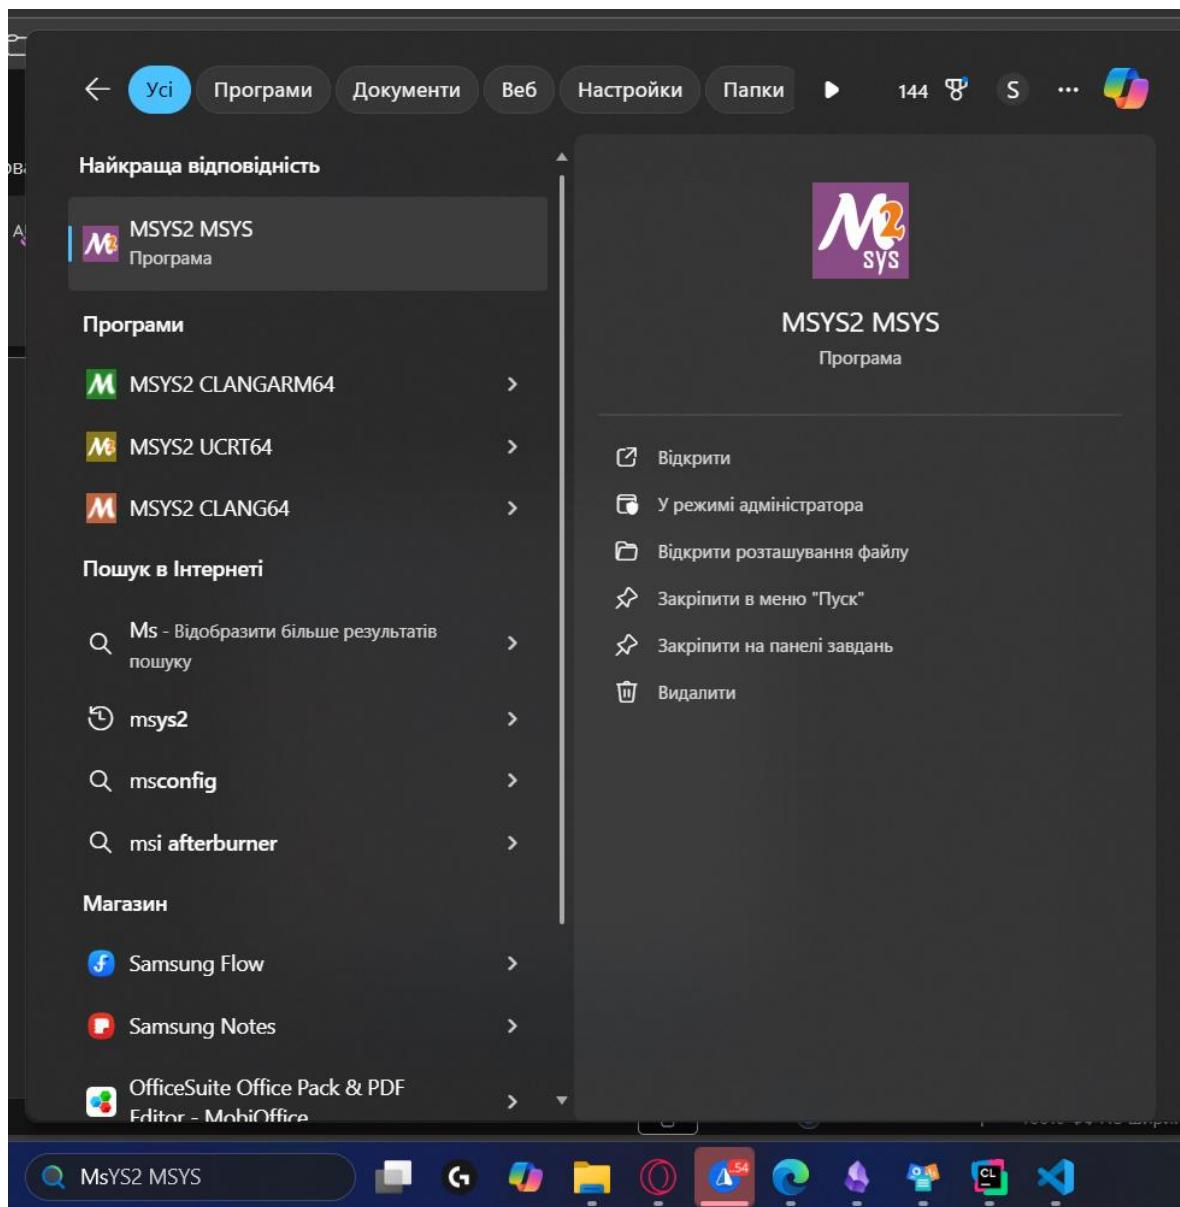 Усі Програми Документи Веб Настройки Папки 144 S
Найкраща відповідність
MSYS2 MSYS
Програма
Програми
MSYS2 CLANGARM64
MSYS2 UCRT64
MSYS2 CLANG64
Пошук в Інтернеті
Ms - Відобразити більше результатів
пошуку
msys2
msconfig
msi afterburner
Магазин
Samsung Flow
Samsung Notes
OfficeSuite Office Pack & PDF
Editor - MobiOffice
M2
sys
MSYS2 MSYS
Програма
Відкрити
У режимі адміністратора
Відкрити розташування файлу
Закріпити в меню "Пуск"
Закріпити на панелі завдань
Видалити
MsYS2 MSYS
54
CL